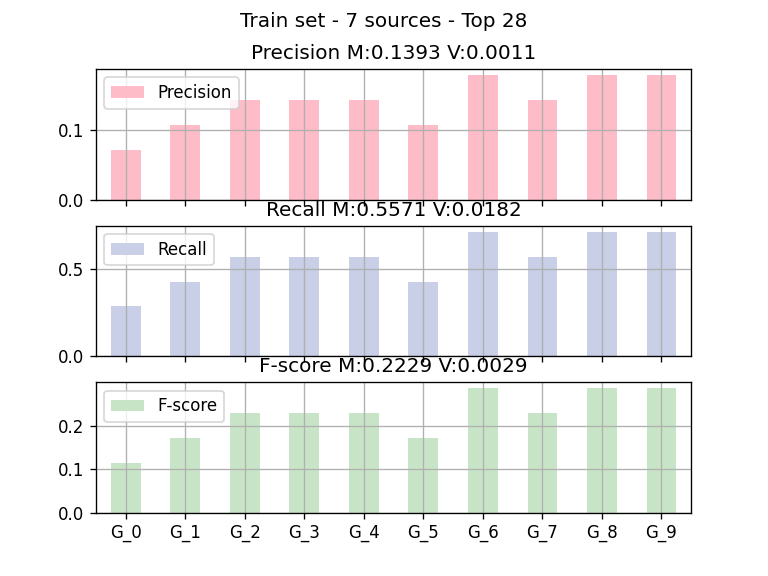 Train set - 7 sources - Top 28
Precision M:0.1393 V:0.0011
Precision
0.1
0.0
Recall M:0.5571 V:0.0182
Recall
0.5
0.0
F-score M:0.2229 V:0.0029
F-score
0.2
0.1
0.0
G_0 G_1 G_2 G_3 G_4 G_5 G_6 G_7 G_8 G_9